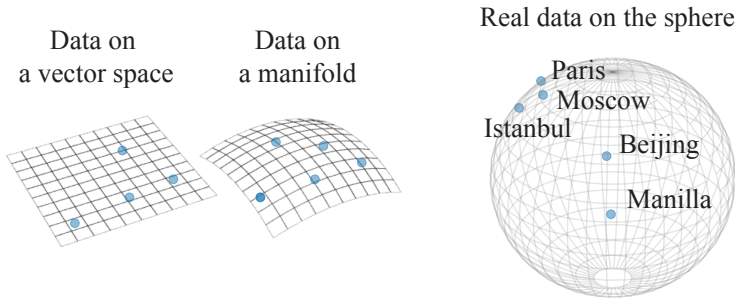 Data on
a vector space
Data on
a manifold
Real data on the sphere
Paris
Moscow
Istanbul
Beijing
Manilla